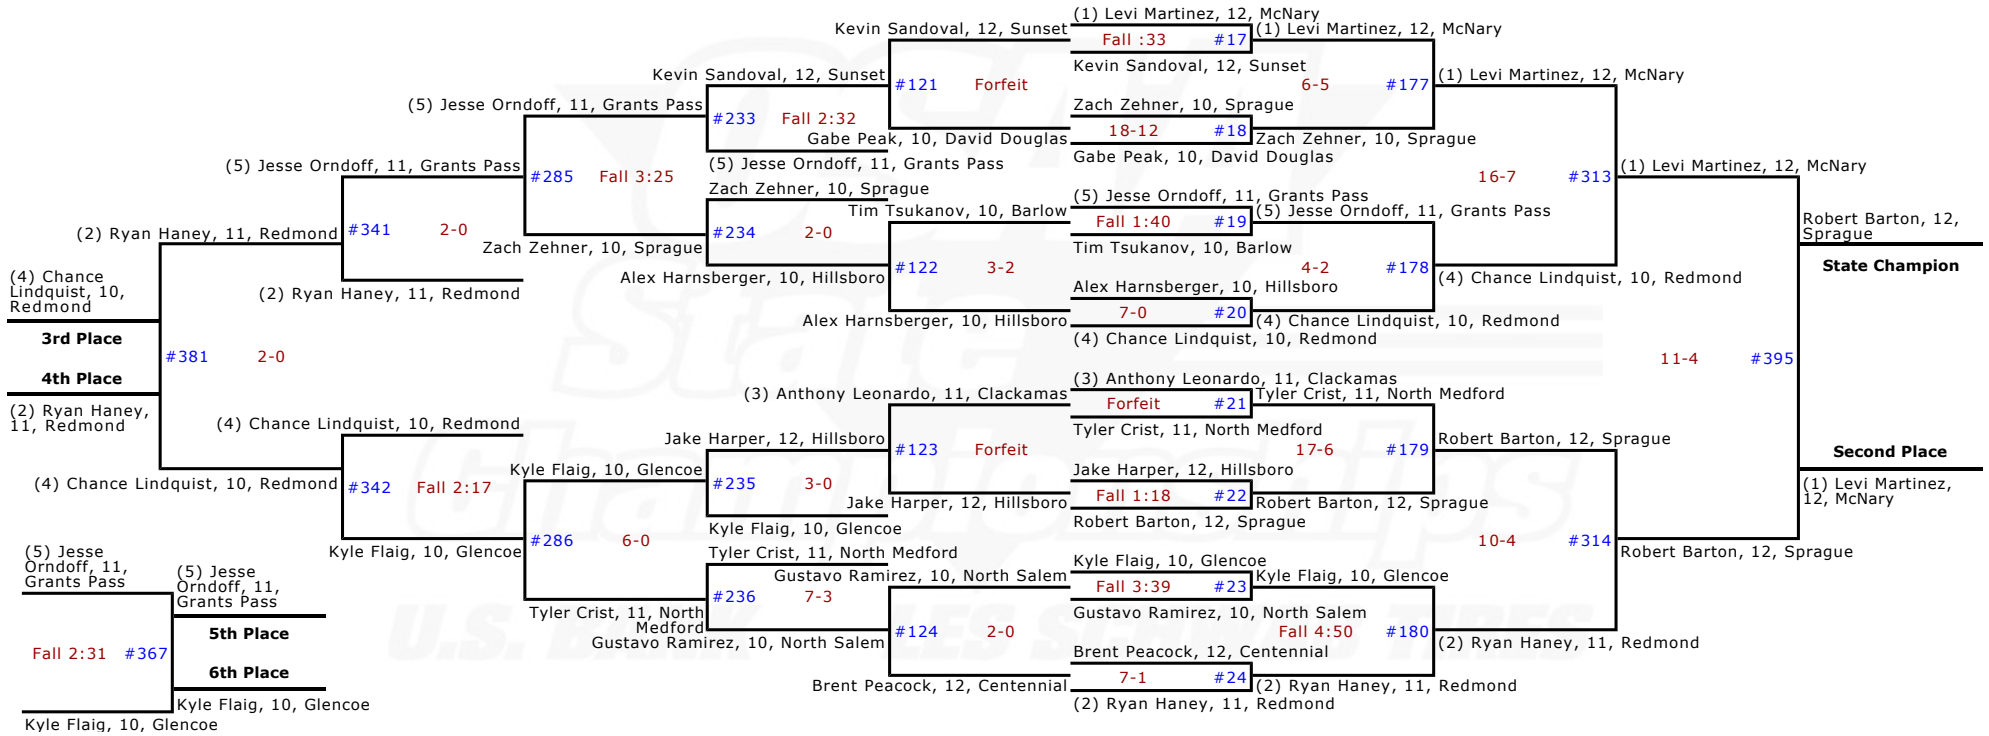 (1) Levi Martinez, 12, McNary
Kevin Sandoval, 12, Sunset
(1) Levi Martinez, 12, McNary
Fall :33 #17
Kevin Sandoval, 12, Sunset
Kevin Sandoval, 12, Sunset
(1) Levi Martinez, 12, McNary
#121 Forfeit
6-5 #177
(5) Jesse Orndoff, 11, Grants Pass
Zach Zehner, 10, Sprague
#233 Fall 2:32
18-12 #18
Gabe Peak, 10, David Douglas
Zach Zehner, 10, Sprague
Gabe Peak, 10, David Douglas
(5) Jesse Orndoff, 11, Grants Pass
(5) Jesse Orndoff, 11, Grants Pass
(1) Levi Martinez, 12, McNary
#285 Fall 3:25
16-7 #313
Zach Zehner, 10, Sprague
(5) Jesse Orndoff, 11, Grants Pass
Tim Tsukanov, 10, Barlow
(5) Jesse Orndoff, 11, Grants Pass
Fall 1:40 #19
Robert Barton, 12,
Sprague
(2) Ryan Haney, 11, Redmond
#341 2-0
#234 2-0
Zach Zehner, 10, Sprague
Tim Tsukanov, 10, Barlow
State Champion
#122 3-2
4-2 #178
(4) Chance
Lindquist, 10,
Redmond
Alex Harnsberger, 10, Hillsboro
(4) Chance Lindquist, 10, Redmond
(2) Ryan Haney, 11, Redmond
Alex Harnsberger, 10, Hillsboro
7-0 #20
Alex Harnsberger, 10, Hillsboro
(4) Chance Lindquist, 10, Redmond
3rd Place
(4) Chance Lindquist, 10, Redmond
#381 2-0
11-4 #395
4th Place
(3) Anthony Leonardo, 11, Clackamas
(3) Anthony Leonardo, 11, Clackamas
Tyler Crist, 11, North Medford
Forfeit #21
(2) Ryan Haney,
11, Redmond
(4) Chance Lindquist, 10, Redmond
Tyler Crist, 11, North Medford
Jake Harper, 12, Hillsboro
Robert Barton, 12, Sprague
#123 Forfeit
17-6 #179
Second Place
Kyle Flaig, 10, Glencoe
Jake Harper, 12, Hillsboro
(4) Chance Lindquist, 10, Redmond
#342 Fall 2:17
#235 3-0
(1) Levi Martinez,
12, McNary
Fall 1:18 #22
Jake Harper, 12, Hillsboro
Robert Barton, 12, Sprague
Robert Barton, 12, Sprague
Kyle Flaig, 10, Glencoe
#286 6-0
10-4 #314
Kyle Flaig, 10, Glencoe
Tyler Crist, 11, North Medford
Robert Barton, 12, Sprague
(5) Jesse
Orndoff, 11,
Grants Pass
Kyle Flaig, 10, Glencoe
(5) Jesse
Orndoff, 11,
Grants Pass
Gustavo Ramirez, 10, North Salem
Kyle Flaig, 10, Glencoe
Fall 3:39 #23
#236 7-3
Tyler Crist, 11, North
Medford
Gustavo Ramirez, 10, North Salem
5th Place
#124 2-0
Fall 4:50 #180
Gustavo Ramirez, 10, North Salem
(2) Ryan Haney, 11, Redmond
Fall 2:31 #367
Brent Peacock, 12, Centennial
6th Place
7-1 #24
Brent Peacock, 12, Centennial
(2) Ryan Haney, 11, Redmond
Kyle Flaig, 10, Glencoe
(2) Ryan Haney, 11, Redmond
Kyle Flaig, 10, Glencoe
OSAA
State
Championships